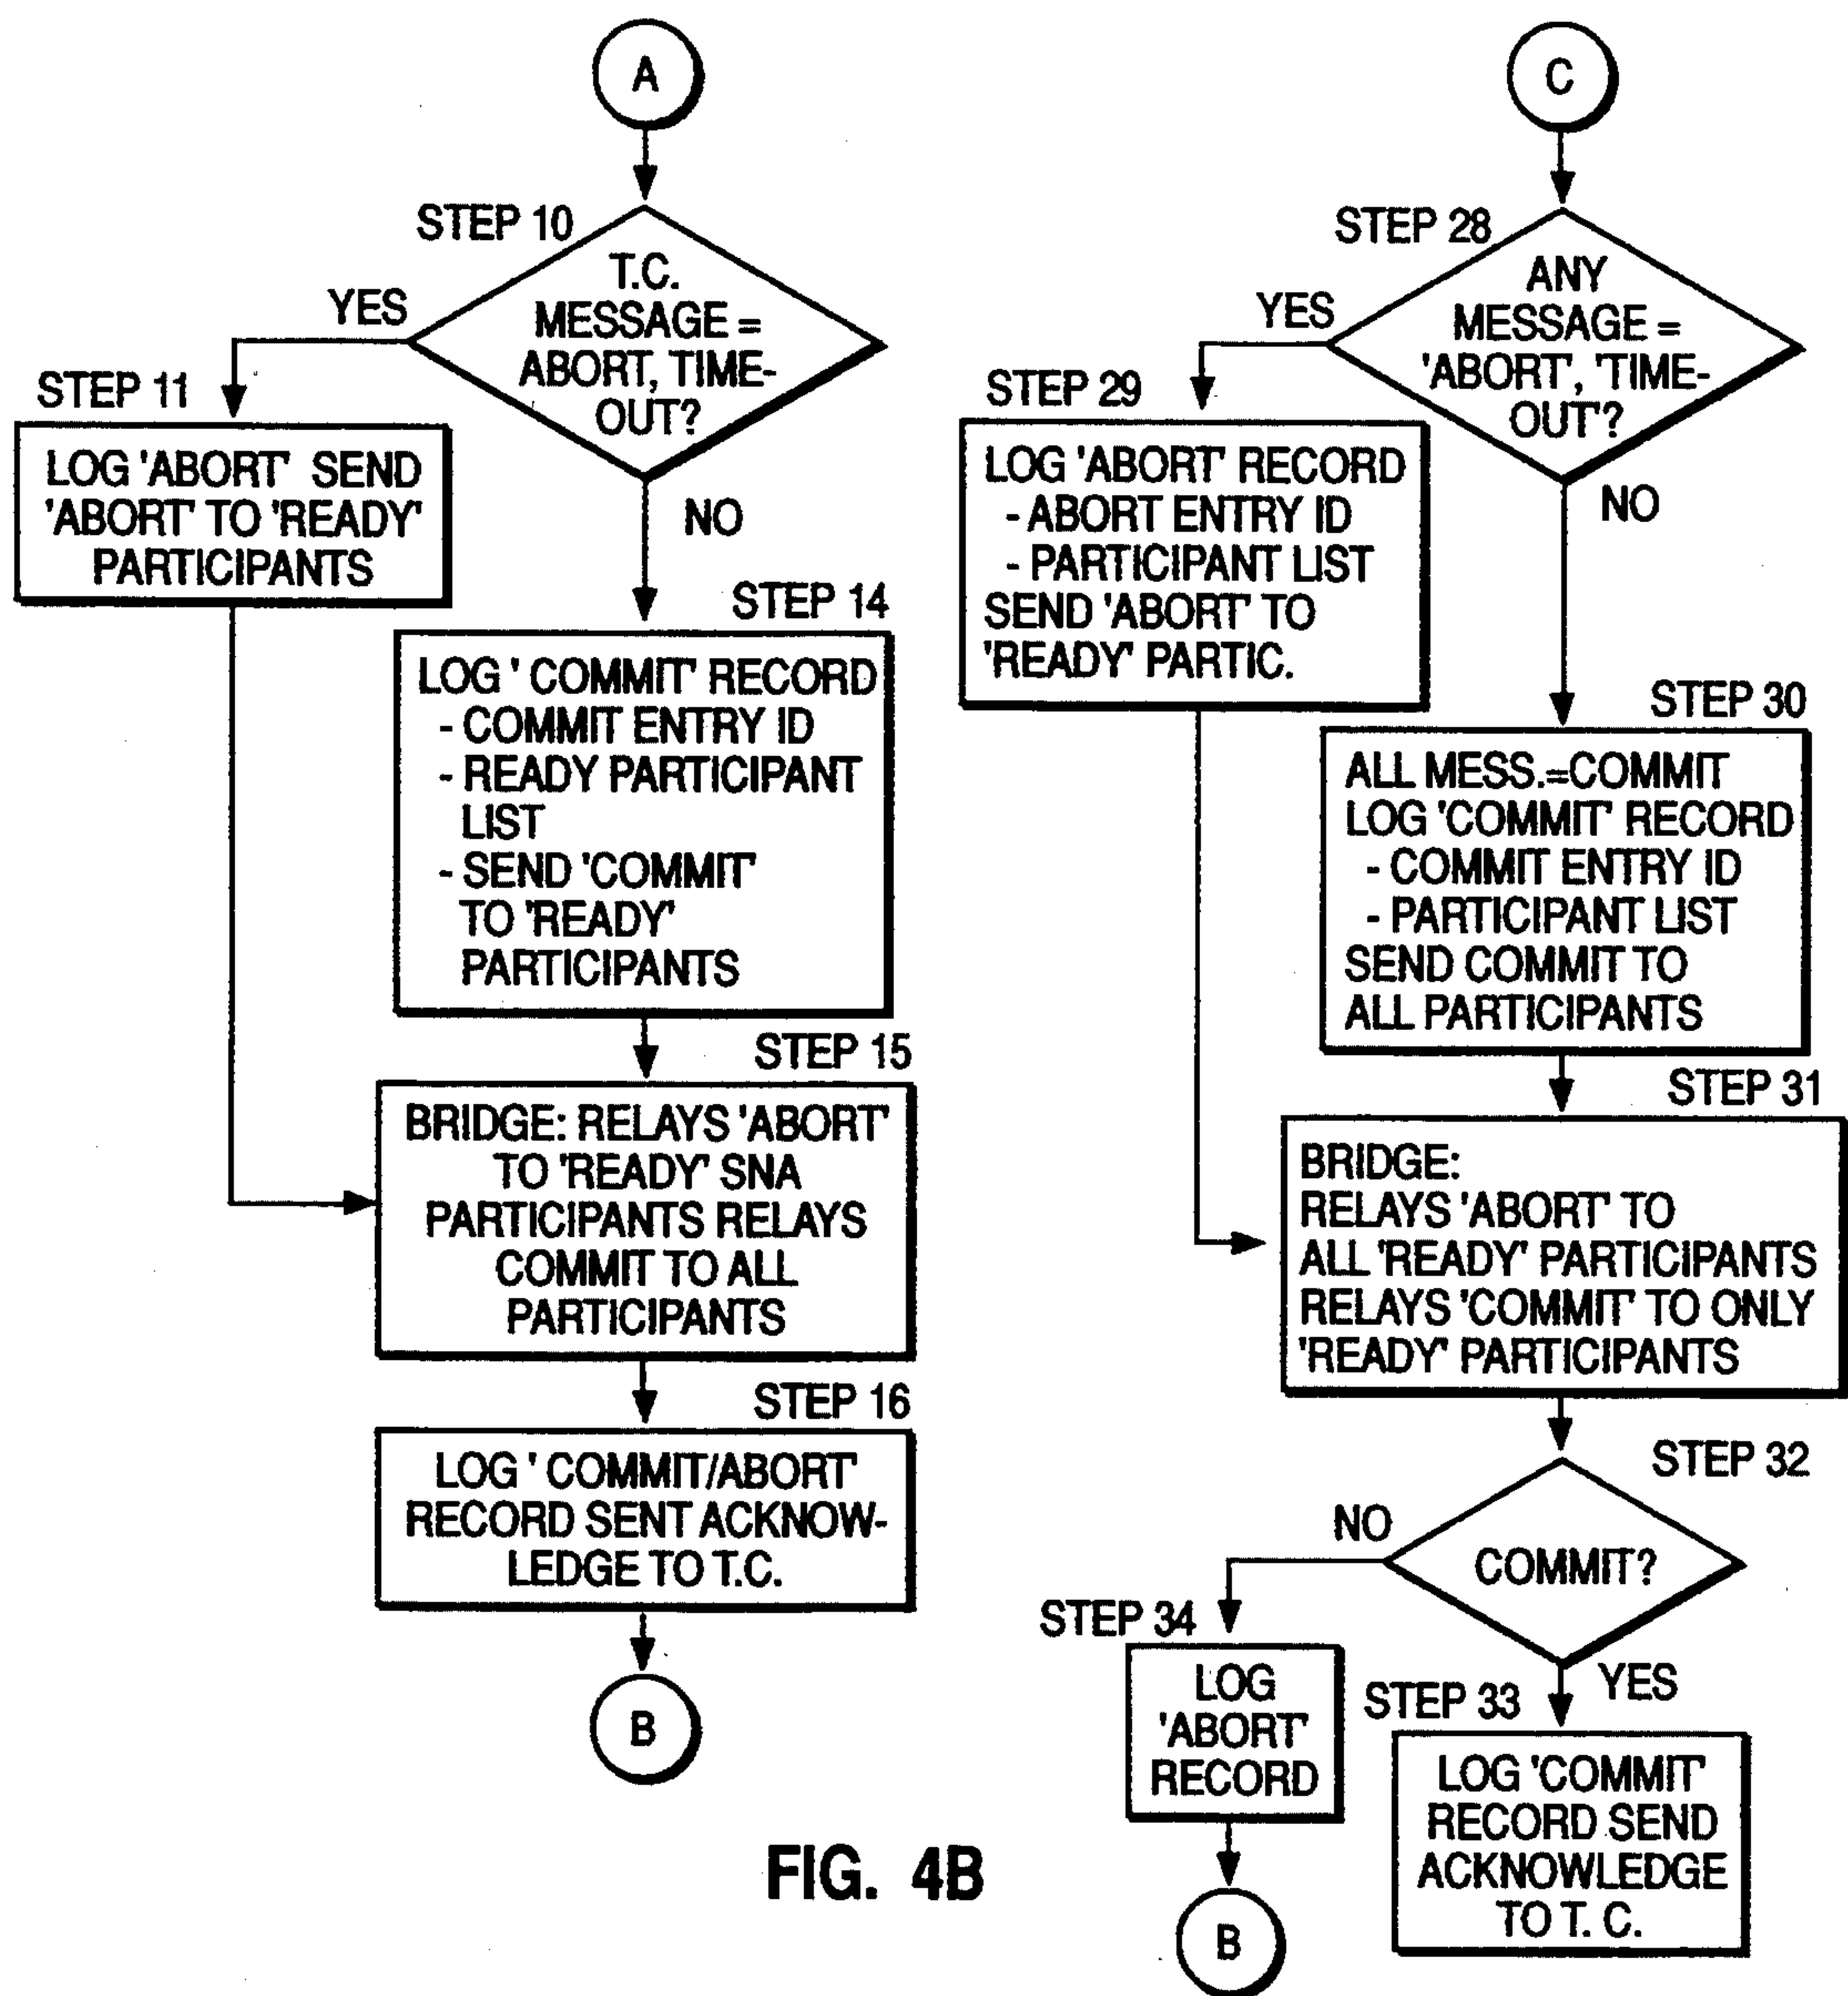 A
STEP 10
T.C.
MESSAGE =
ABORT, TIME-
OUT?
YES
NO
STEP 11
LOG 'ABORT' SEND
'ABORT' TO 'READY'
PARTICIPANTS
STEP 14
LOG ' COMMIT' RECORD
- COMMIT ENTRY ID
- READY PARTICIPANT
LIST
- SEND 'COMMIT'
TO 'READY'
PARTICIPANTS
STEP 15
BRIDGE: RELAYS 'ABORT'
TO 'READY' SNA
PARTICIPANTS RELAYS
COMMIT TO ALL
PARTICIPANTS
STEP 16
LOG ' COMMIT/ABORT'
RECORD SENT ACKNOW-
LEDGE TO T.C.
B
C
STEP 28
ANY
MESSAGE =
'ABORT', 'TIME-
OUT'?
YES
NO
STEP 29
LOG 'ABORT' RECORD
- ABORT ENTRY ID
- PARTICIPANT LIST
SEND 'ABORT' TO
'READY' PARTIC.
STEP 30
ALL MESS.=COMMIT
LOG 'COMMIT' RECORD
- COMMIT ENTRY ID
- PARTICIPANT LIST
SEND COMMIT TO
ALL PARTICIPANTS
STEP 31
BRIDGE:
RELAYS 'ABORT' TO
ALL 'READY' PARTICIPANTS
RELAYS 'COMMIT' TO ONLY
'READY' PARTICIPANTS
STEP 32
COMMIT?
NO
YES
STEP 34
LOG
'ABORT'
RECORD
B
STEP 33
LOG 'COMMIT'
RECORD SEND
ACKNOWLEDGE
TO T. C.
FIG. 4B